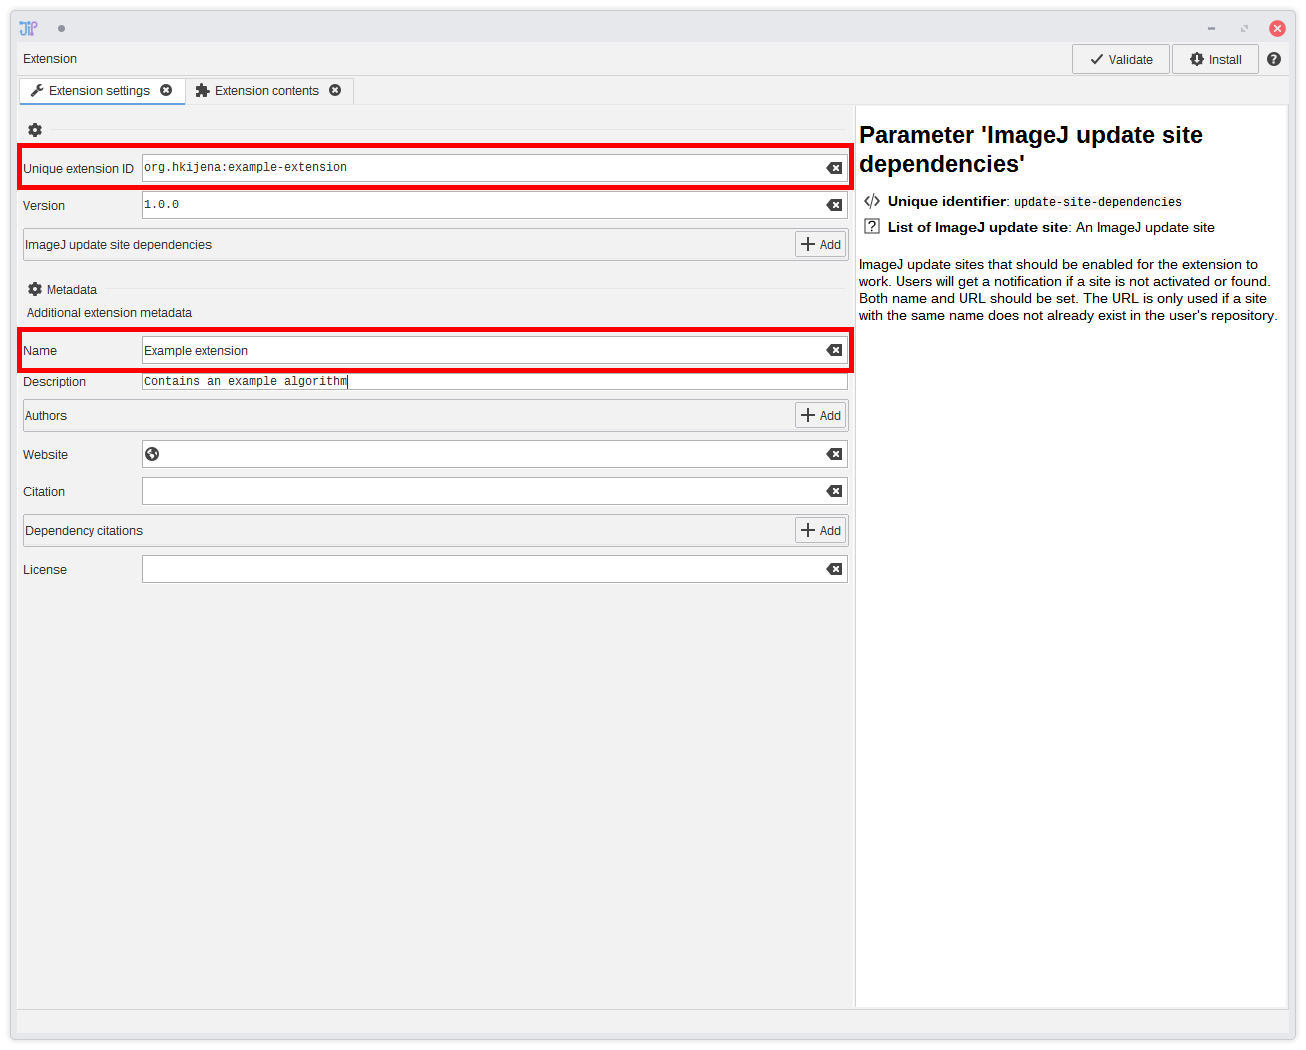 JIP
Extension
Validate
Install
Extension settings
Extension contents
Unique extension ID
org.hkijena:example-extension
Version
1.0.0
ImageJ update site dependencies
Add
Metadata
Additional extension metadata
Name
Example extension
Description
Contains an example algorithm
Authors
Add
Website
Citation
Dependency citations
Add
License
Parameter 'ImageJ update site
dependencies'
Unique identifier: update-site-dependencies
List of ImageJ update site: An ImageJ update site
ImageJ update sites that should be enabled for the extension to
work. Users will get a notification if a site is not activated or found.
Both name and URL should be set. The URL is only used if a site
with the same name does not already exist in the user's repository.